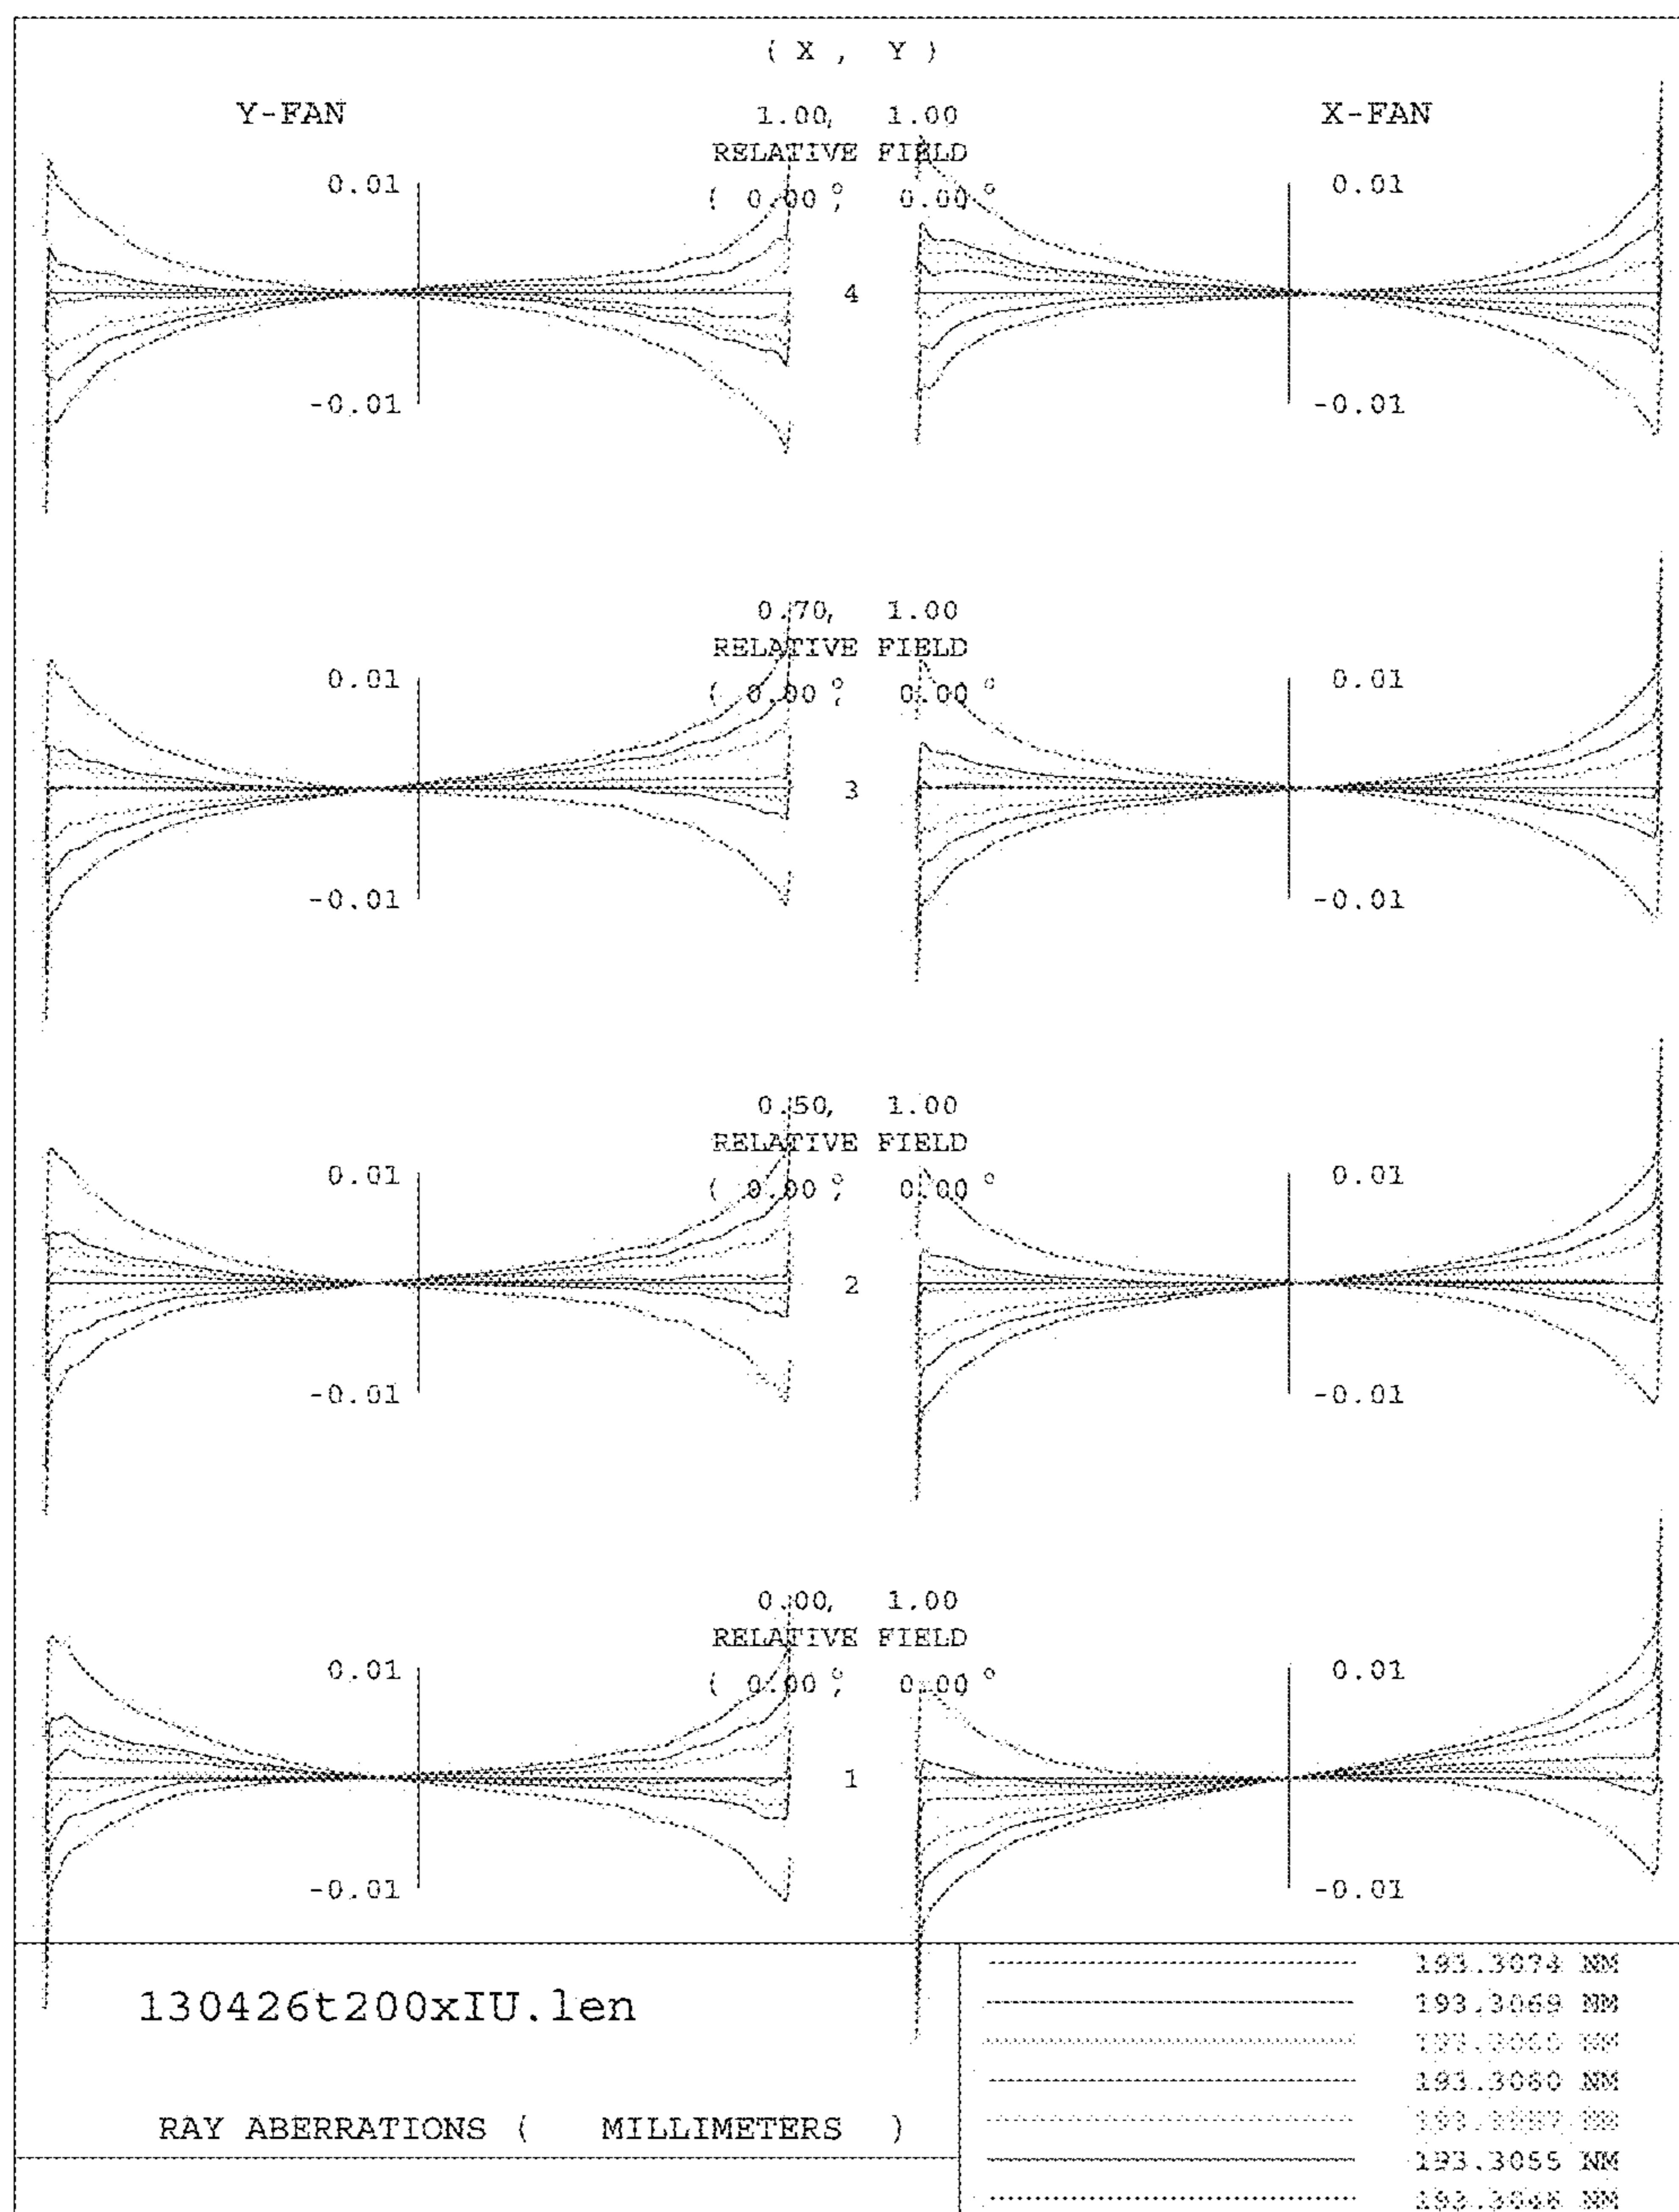 ( X , Y )
Y-FAN
1.00, 1.00
X-FAN
RELATIVE FIELD
0.01
( 0.00°, 0.00°
0.01
4
-0.01
-0.01
0.70, 1.00
RELATIVE FIELD
0.01
( 0.00°, 0.00°
0.01
3
-0.01
-0.01
0.50, 1.00
RELATIVE FIELD
0.01
( 0.00°, 0.00°
0.01
2
-0.01
-0.01
0.00, 1.00
RELATIVE FIELD
0.01
( 0.00°, 0.00°
0.01
1
-0.01
-0.01
130426t200xIU.len
RAY ABERRATIONS ( MILLIMETERS )
193.3074 NM
193.3069 NM
NM
193.3060 NM
193.3055 NM
NM